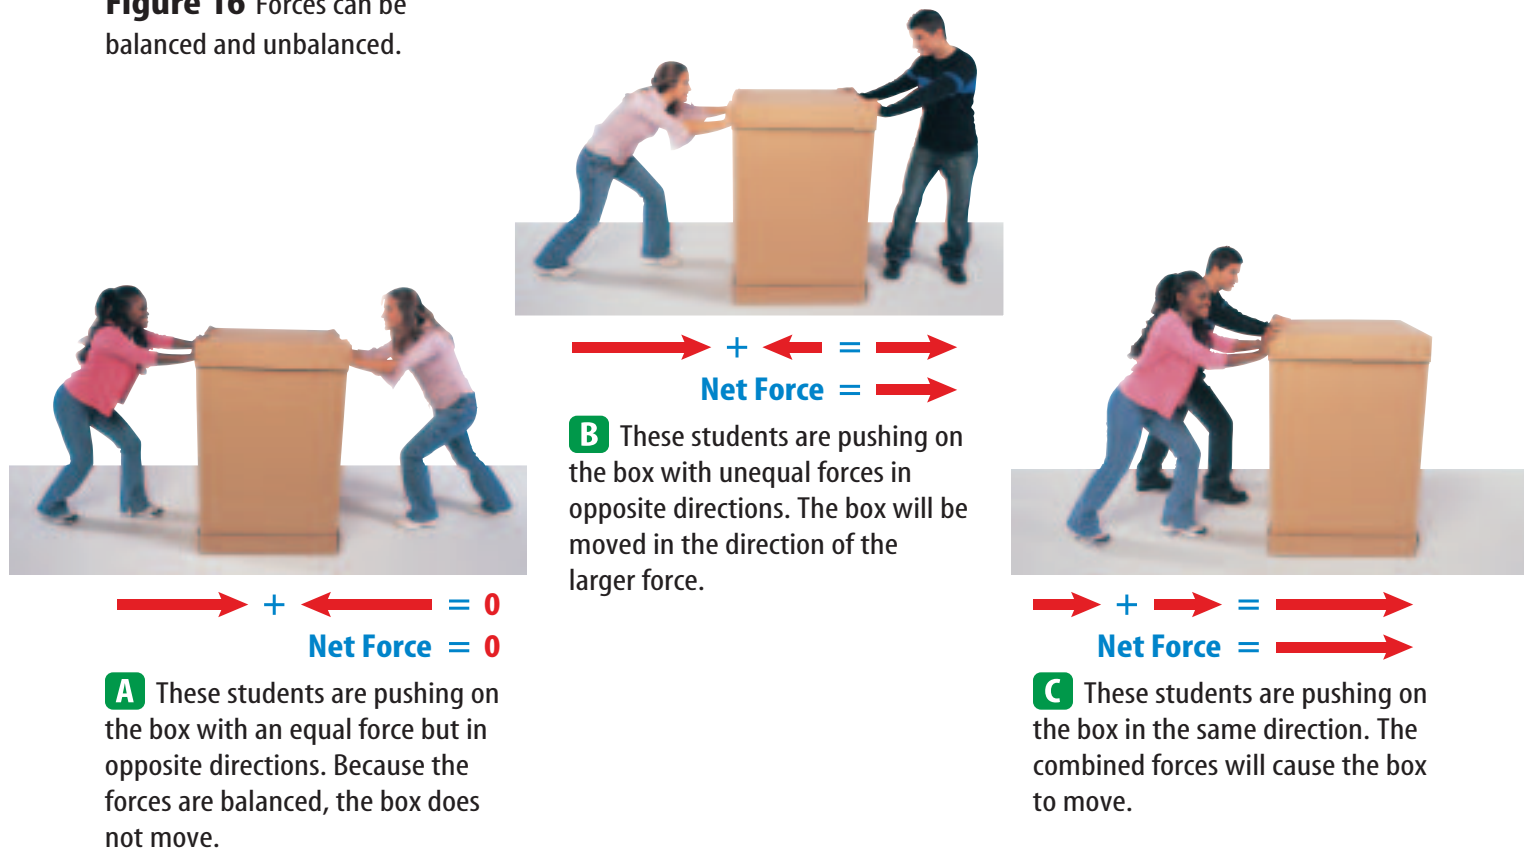 Figure 16 Forces can be
balanced and unbalanced.
+ =
Net Force =
B These students are pushing on
the box with unequal forces in
opposite directions. The box will be
moved in the direction of the
larger force.
+ = 0
Net Force = 0
A These students are pushing on
the box with an equal force but in
opposite directions. Because the
forces are balanced, the box does
not move.
+ =
Net Force =
C These students are pushing on
the box in the same direction. The
combined forces will cause the box
to move.